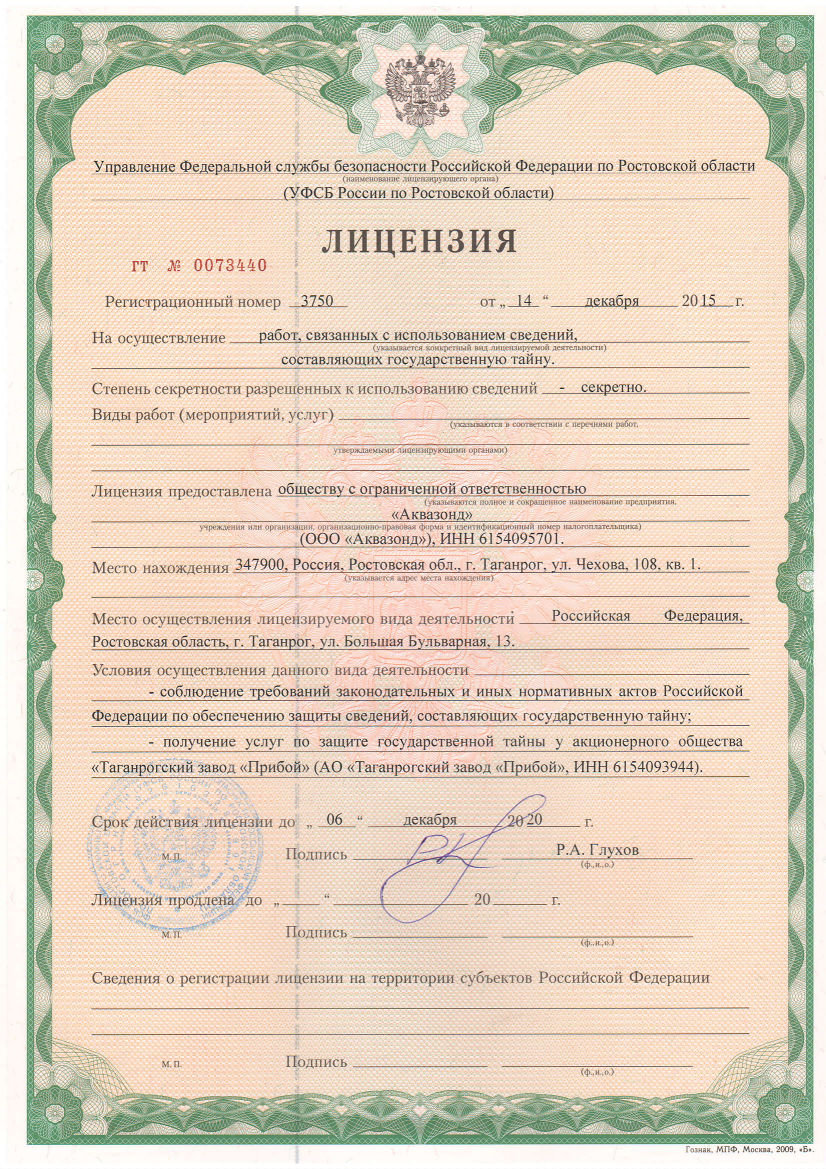 Управление Федеральной службы безопасности Российской Федерации по Ростовской области
(наименование лицензирующего органа)
(УФСБ России по Ростовской области)
ЛИЦЕНЗИЯ
ГТ № 0073440
Регистрационный номер 3750 от „ 14 “ декабря 2015 г.
На осуществление работ, связанных с использованием сведений,
(указывается конкретный вид лицензируемой деятельности)
составляющих государственную тайну.
Степень секретности разрешенных к использованию сведений - секретно.
Виды работ (мероприятий, услуг)
(указываются в соответствии с перечнями работ,
утверждаемыми лицензирующими органами)
Лицензия предоставлена обществу с ограниченной ответственностью
(указываются полное и сокращенное наименование предприятия,
«Аквазонд»
учреждения или организации, организационно-правовая форма и идентификационный номер налогоплательщика)
(ООО «Аквазонд»), ИНН 6154095701.
Место нахождения 347900, Россия, Ростовская обл., г. Таганрог, ул. Чехова, 108, кв. 1.
(указывается адрес места нахождения)
Место осуществления лицензируемого вида деятельности Российская Федерация,
Ростовская область, г. Таганрог, ул. Большая Бульварная, 13.
Условия осуществления данного вида деятельности
- соблюдение требований законодательных и иных нормативных актов Российской
Федерации по обеспечению защиты сведений, составляющих государственную тайну;
- получение услуг по защите государственной тайны у акционерного общества
«Таганрогский завод «Прибой» (АО «Таганрогский завод «Прибой», ИНН 6154093944).
Срок действия лицензии до „ 06 “ декабря 2020 г.
М.П. Подпись Р.А. Глухов
(ф.,и.,о.)
Лицензия продлена до „ “ 20 г.
М.П. Подпись
(ф.,и.,о.)
Сведения о регистрации лицензии на территории субъектов Российской Федерации
М.П. Подпись
(ф.,и.,о.)
Гознак, МПФ, Москва, 2009, «Б».